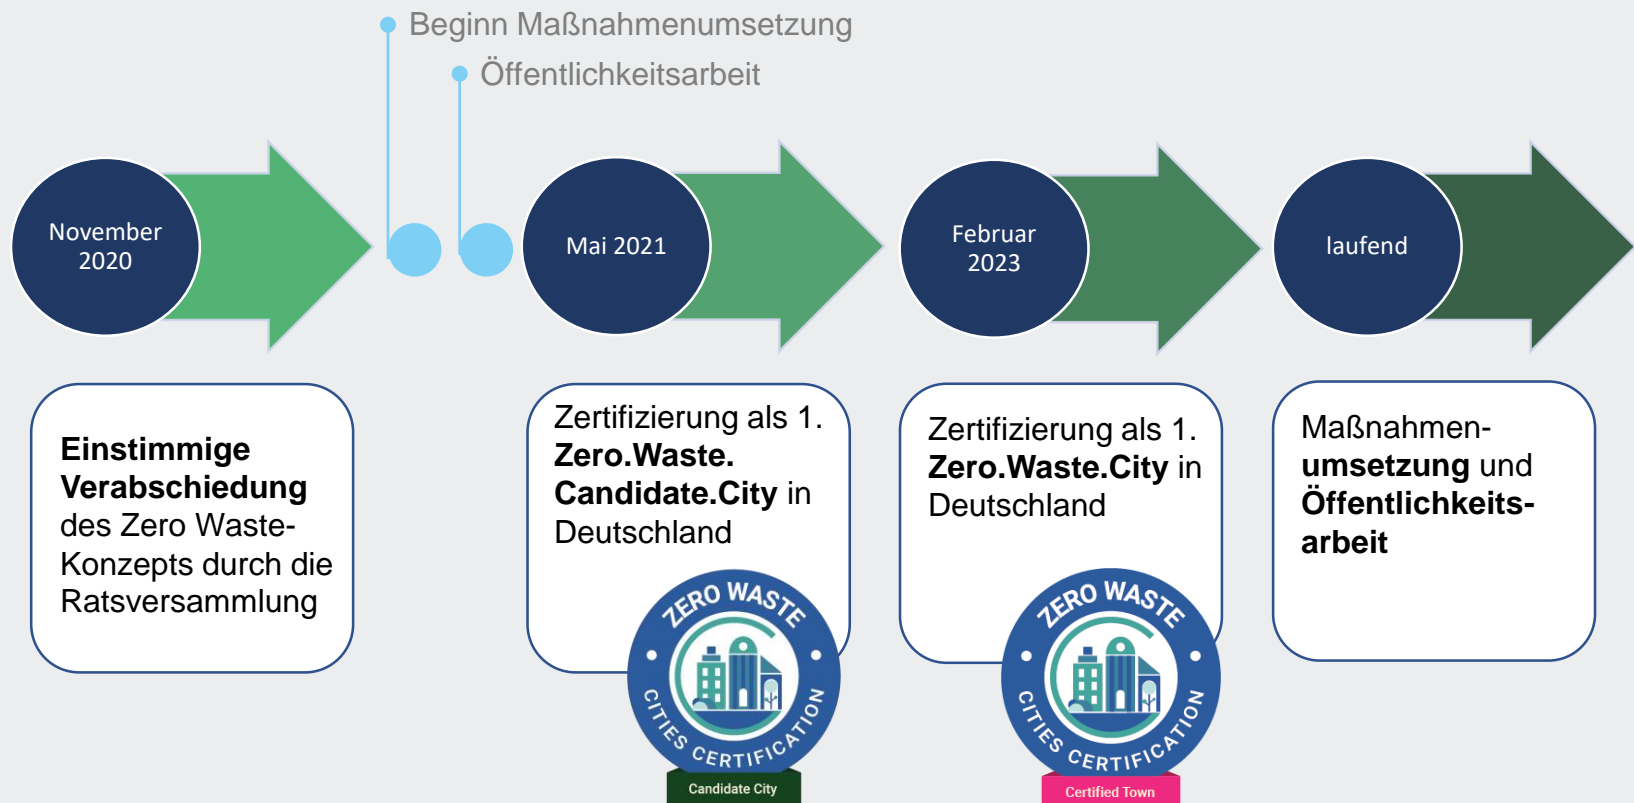 Beginn Maßnahmenumsetzung
Öffentlichkeitsarbeit
November
2020
Mai 2021
Februar
2023
laufend
Einstimmige
Verabschiedung
des Zero Waste-
Konzepts durch die
Ratsversammlung
Zertifizierung als 1.
Zero.Waste.
Candidate.City in
Deutschland
ZERO WASTE
CITIES CERTIFICATION
Candidate City
Zertifizierung als 1.
Zero.Waste.City in
Deutschland
ZERO WASTE
CITIES CERTIFICATION
Certified Town
Maßnahmen-
umsetzung und
Öffentlichkeits-
arbeit